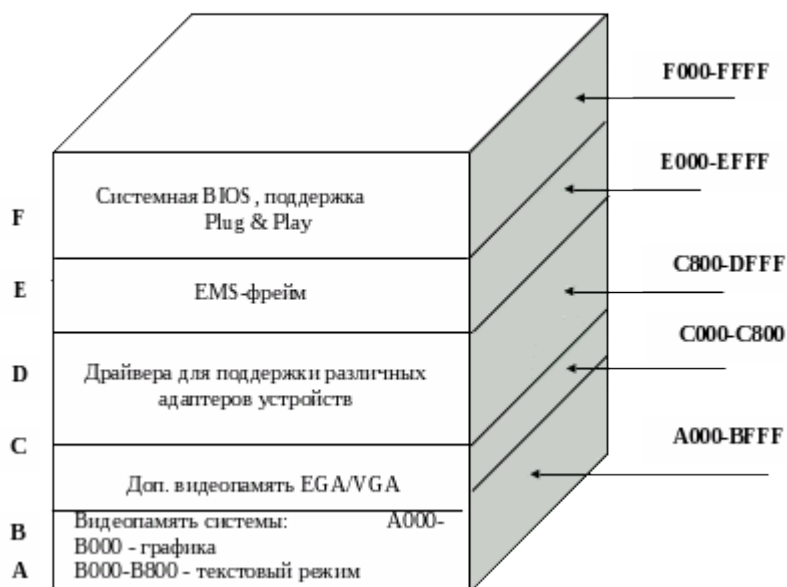 F000-FFFF
Системная BIOS, поддержка
Plug & Play
F
E000-EFFF
E
EMS-фрейм
C800-DFFF
C000-C800
D
Драйвера для поддержки различных
адаптеров устройств
C
A000-BFFF
Доп. видеопамять EGA/VGA
B
Видеопамять системы: A000-
B000 - графика
A
B000-B800 - текстовый режим